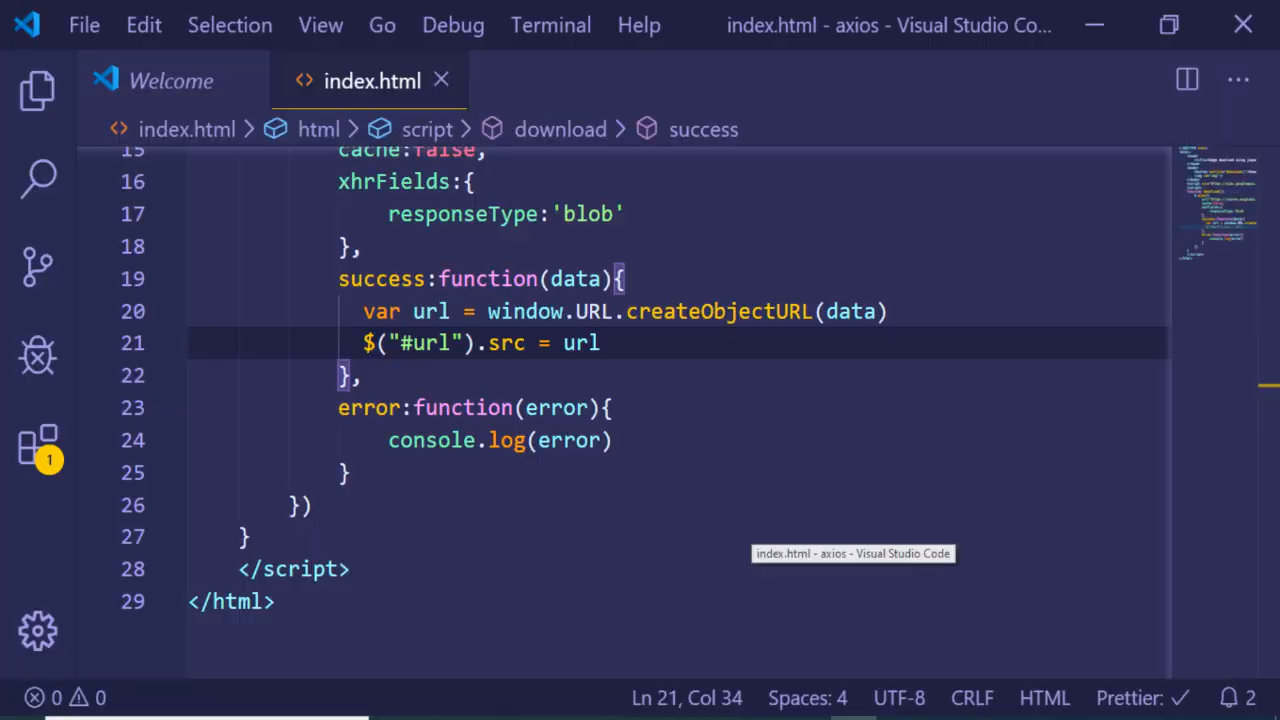 File Edit Selection View Go Debug Terminal Help index.html - axios - Visual Studio Co...
Welcome index.html
index.html > html > script > download > success
15 cache:false,
16 xhrFields:{
17 responseType:'blob'
18 },
19 success:function(data){
20 var url = window.URL.createObjectURL(data)
21 $("#url").src = url
22 },
23 error:function(error){
24 console.log(error)
25 }
26 })
27 }
index.html - axios - Visual Studio Code
28 </script>
29 </html>
1
0 0 Ln 21, Col 34 Spaces: 4 UTF-8 CRLF HTML Prettier: ✓ 2